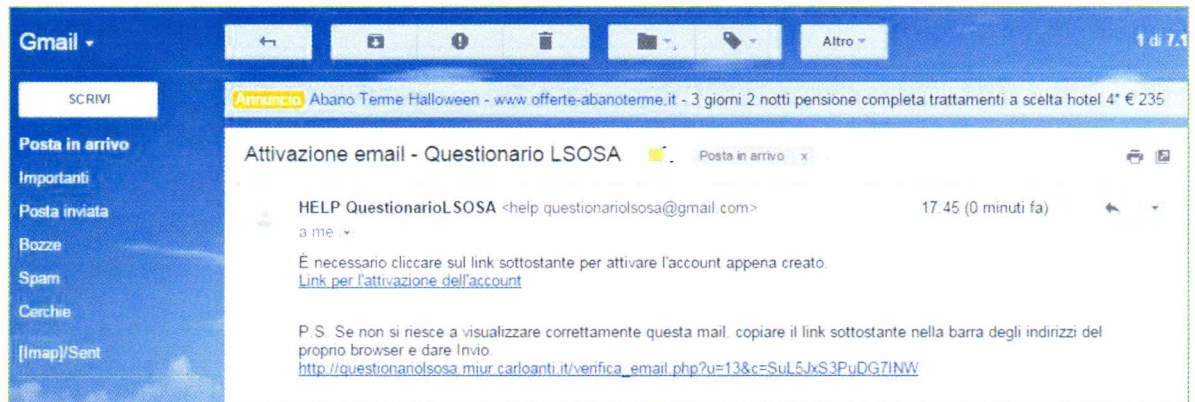 Gmail
Altro
1 di 7.1
SCRIVI
Annuncio Abano Terme Halloween - www.offerte-abanoterme.it - 3 giorni 2 notti pensione completa trattamenti a scelta hotel 4* € 235
Posta in arrivo
Importanti
Posta inviata
Bozze
Spam
Cerchie
[Imap]/Sent
Attivazione email - Questionario LSOSA
Posta in arrivo x
HELP QuestionarioLSOSA <help.questionariolsosa@gmail.com>
17:45 (0 minuti fa)
a me
È necessario cliccare sul link sottostante per attivare l'account appena creato.
Link per l'attivazione dell'account
P.S. Se non si riesce a visualizzare correttamente questa mail, copiare il link sottostante nella barra degli indirizzi del
proprio browser e dare Invio.
http://questionariolsosa.miur.carloanti.it/verifica_email.php?u=13&c=SuL5JxS3PuDG7INW